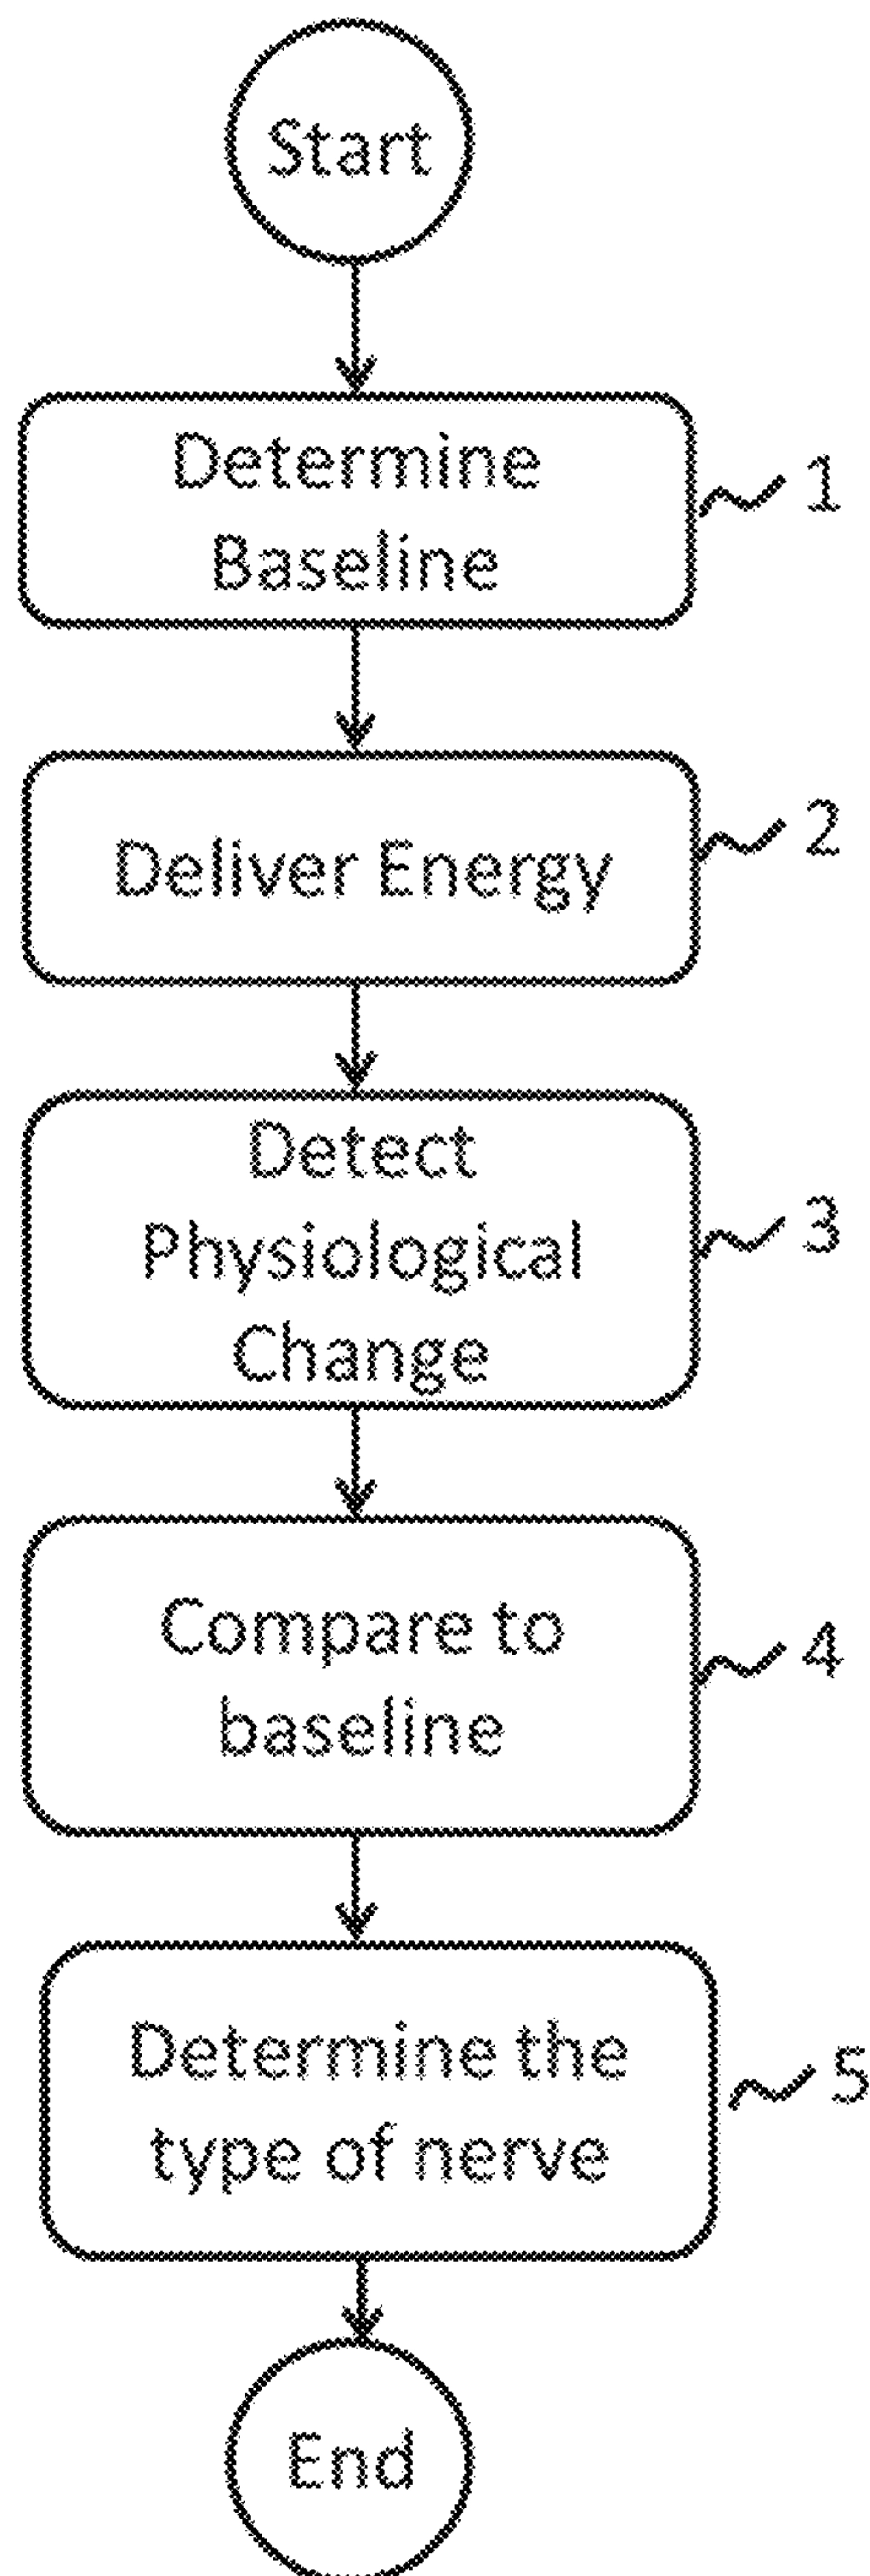 Start
Determine
Baseline
1
Deliver Energy
2
Detect
Physiological
Change
3
Compare to
baseline
4
Determine the
type of nerve
5
End